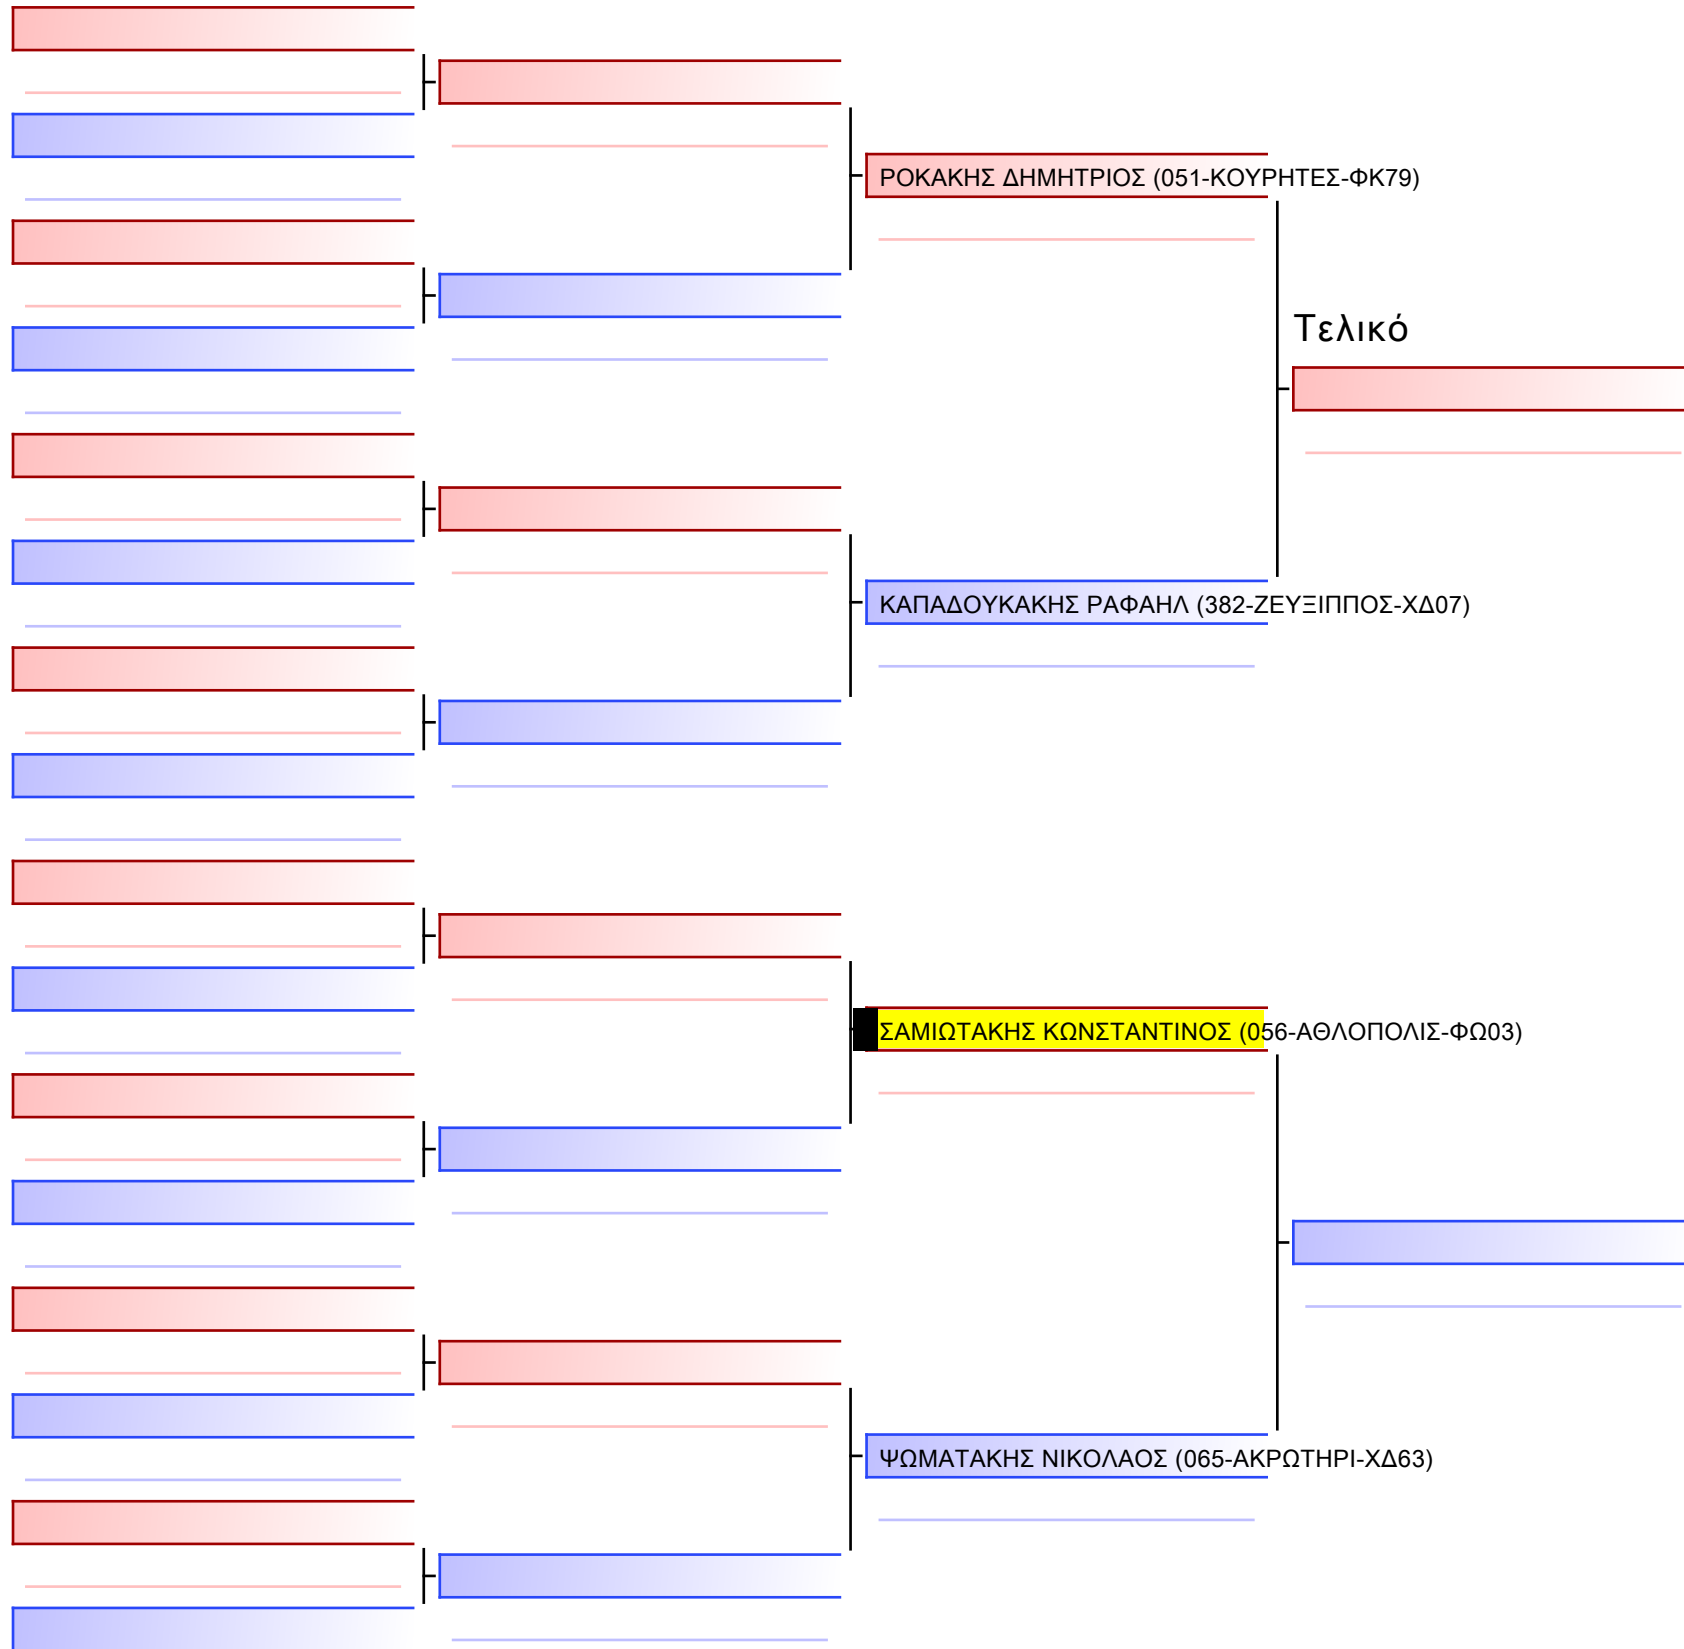 ΡΟΚΑΚΗΣ ΔΗΜΗΤΡΙΟΣ (051-ΚΟΥΡΗΤΕΣ-ΦΚ79)
Τελικό
ΚΑΠΑΔΟΥΚΑΚΗΣ ΡΑΦΑΗΛ (382-ΖΕΥΞΙΠΠΟΣ-ΧΔ07)
ΣΑΜΙΩΤΑΚΗΣ ΚΩΝΣΤΑΝΤΙΝΟΣ (056-ΑΘΛΟΠΟΛΙΣ-ΦΩ03)
ΨΩΜΑΤΑΚΗΣ ΝΙΚΟΛΑΟΣ (065-ΑΚΡΩΤΗΡΙ-ΧΔ63)